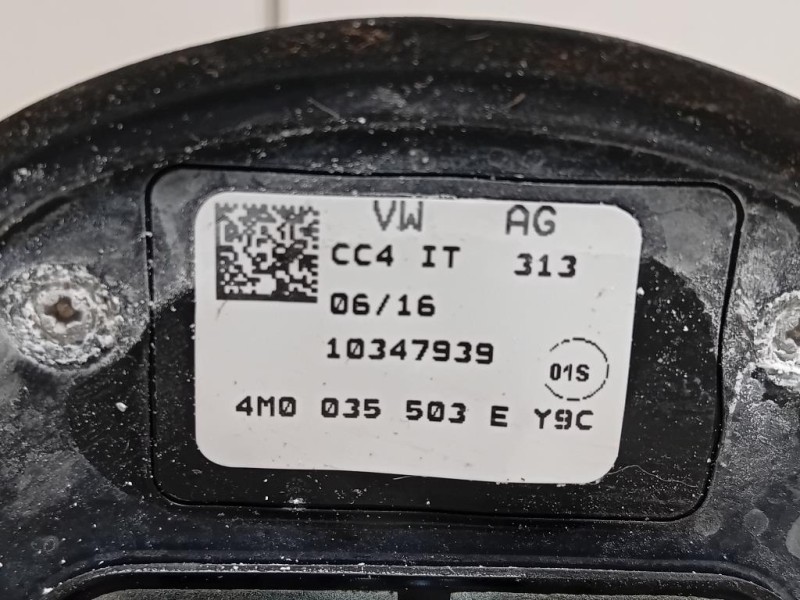 VW AG
CC4 IT 313
06/16
10347939
01S
4M0 035 503 E Y9C